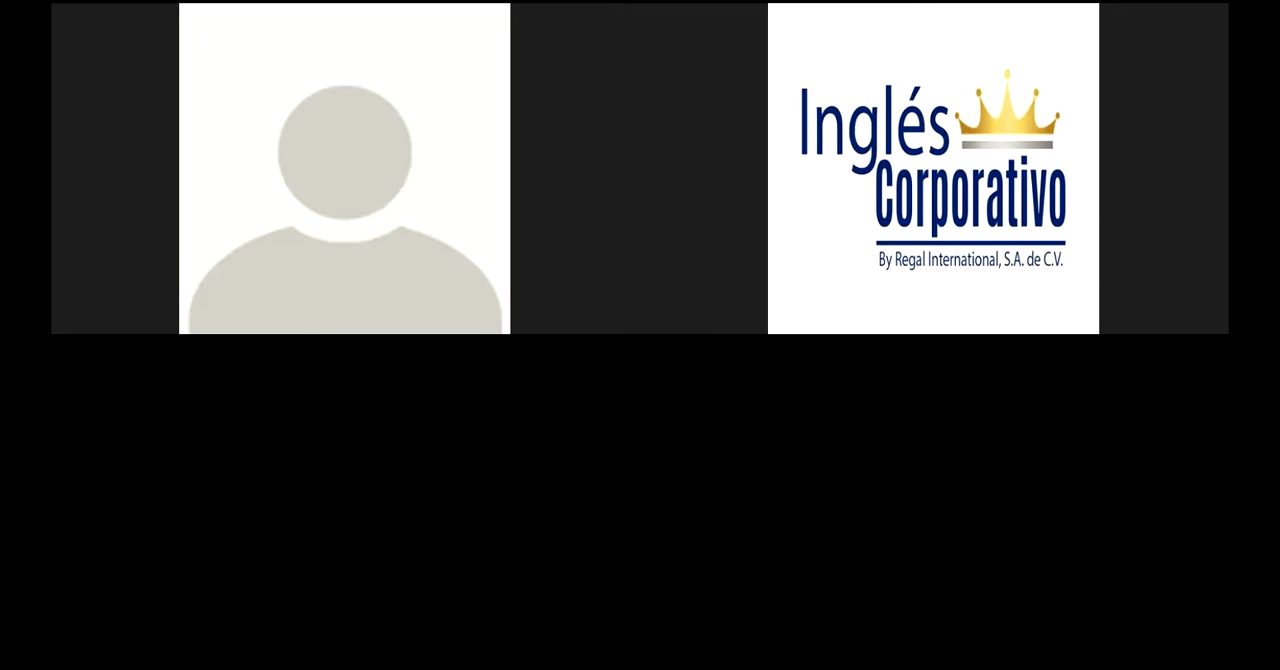 Inglés
Corporativo
By Regal International, S.A. de C.V.